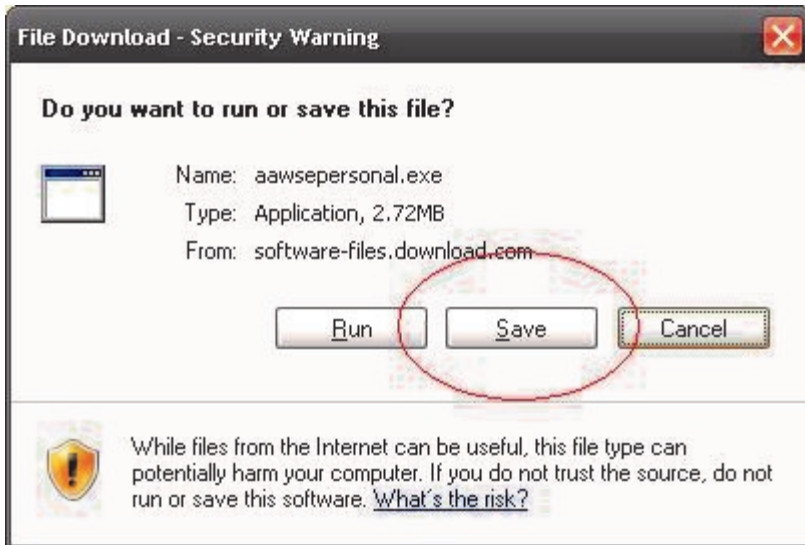 File Download - Security Warning
Do you want to run or save this file?
Name: aawsepersonal.exe
Type: Application, 2.72MB
From: software-files.download.com
Run Save Cancel
While files from the Internet can be useful, this file type can
potentially harm your computer. If you do not trust the source, do not
run or save this software. What's the risk?